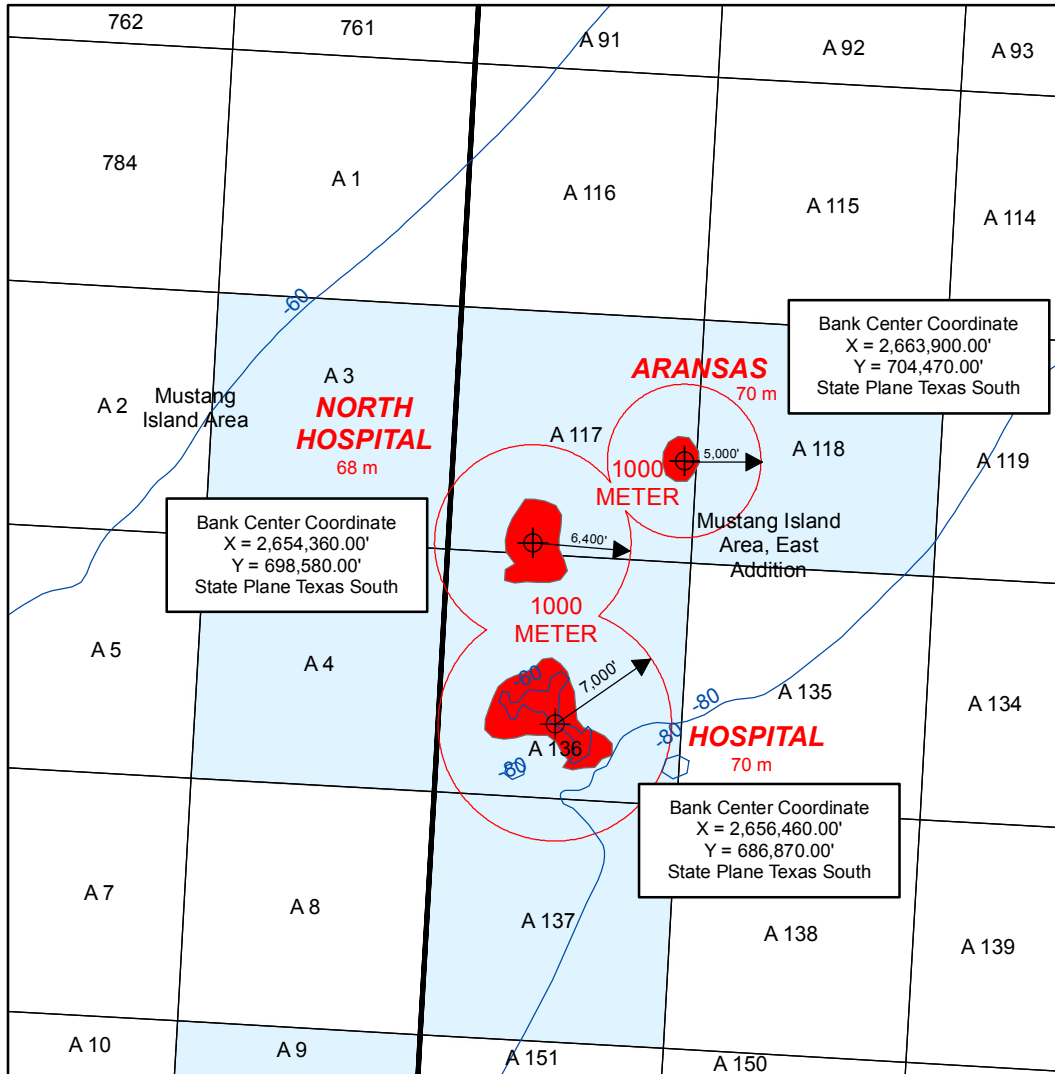 762
761
A 91
A 92
A 93
784
A 1
A 116
A 115
A 114
-60
Bank Center Coordinate
X = 2,663,900.00'
Y = 704,470.00'
State Plane Texas South
A 2
Mustang
Island Area
A 3
NORTH
HOSPITAL
68 m
ARANSAS
70 m
A 117
1000
METER
5,000'
A 118
A 119
Bank Center Coordinate
X = 2,654,360.00'
Y = 698,580.00'
State Plane Texas South
6,400'
Mustang Island
Area, East
Addition
1000
METER
A 5
A 4
-60
7,000'
A 135
A 134
-80
-80
HOSPITAL
70 m
A 136
-80
Bank Center Coordinate
X = 2,656,460.00'
Y = 686,870.00'
State Plane Texas South
A 7
A 8
A 137
A 138
A 139
A 10
A 9
A 151
A 150